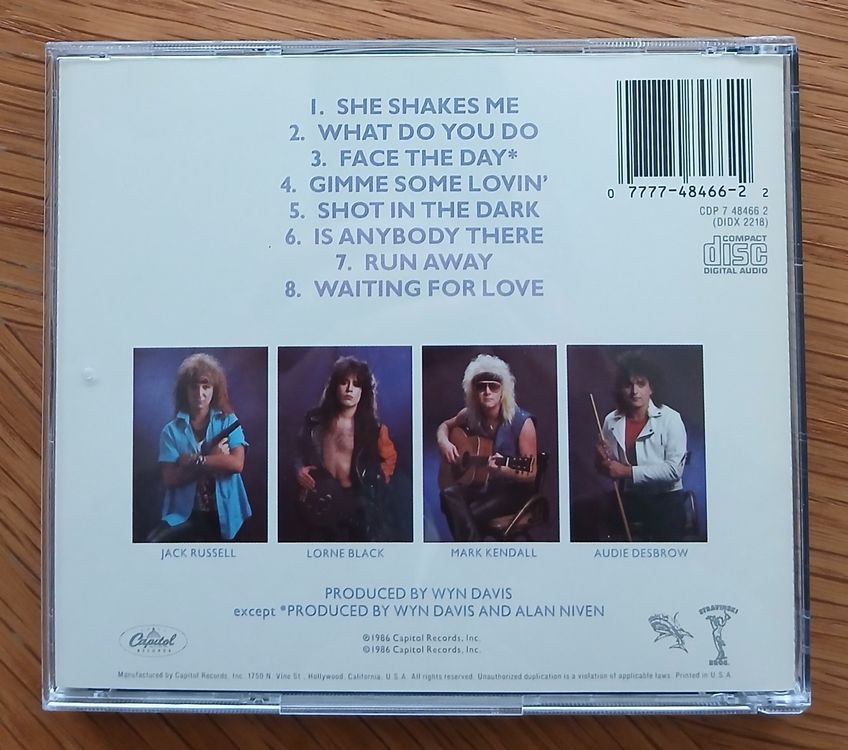 1. SHE SHAKES ME
2. WHAT DO YOU DO
3. FACE THE DAY*
4. GIMME SOME LOVIN'
5. SHOT IN THE DARK
6. IS ANYBODY THERE
7. RUN AWAY
8. WAITING FOR LOVE
0 7777-48466-2 2
CDP 7 48466 2
(DIDX 2218)
COMPACT
disc
DIGITAL AUDIO
JACK RUSSELL
LORNE BLACK
MARK KENDALL
AUDIE DESBROW
PRODUCED BY WYN DAVIS
except *PRODUCED BY WYN DAVIS AND ALAN NIVEN
Capitol
RECORDS
℗1986 Capitol Records, Inc.
©1986 Capitol Records, Inc.
STRAVINSKI
BROS.
Manufactured by Capitol Records, Inc. 1750 N. Vine St., Hollywood, California, U.S.A. All rights reserved. Unauthorized duplication is a violation of applicable laws. Printed in U.S.A.